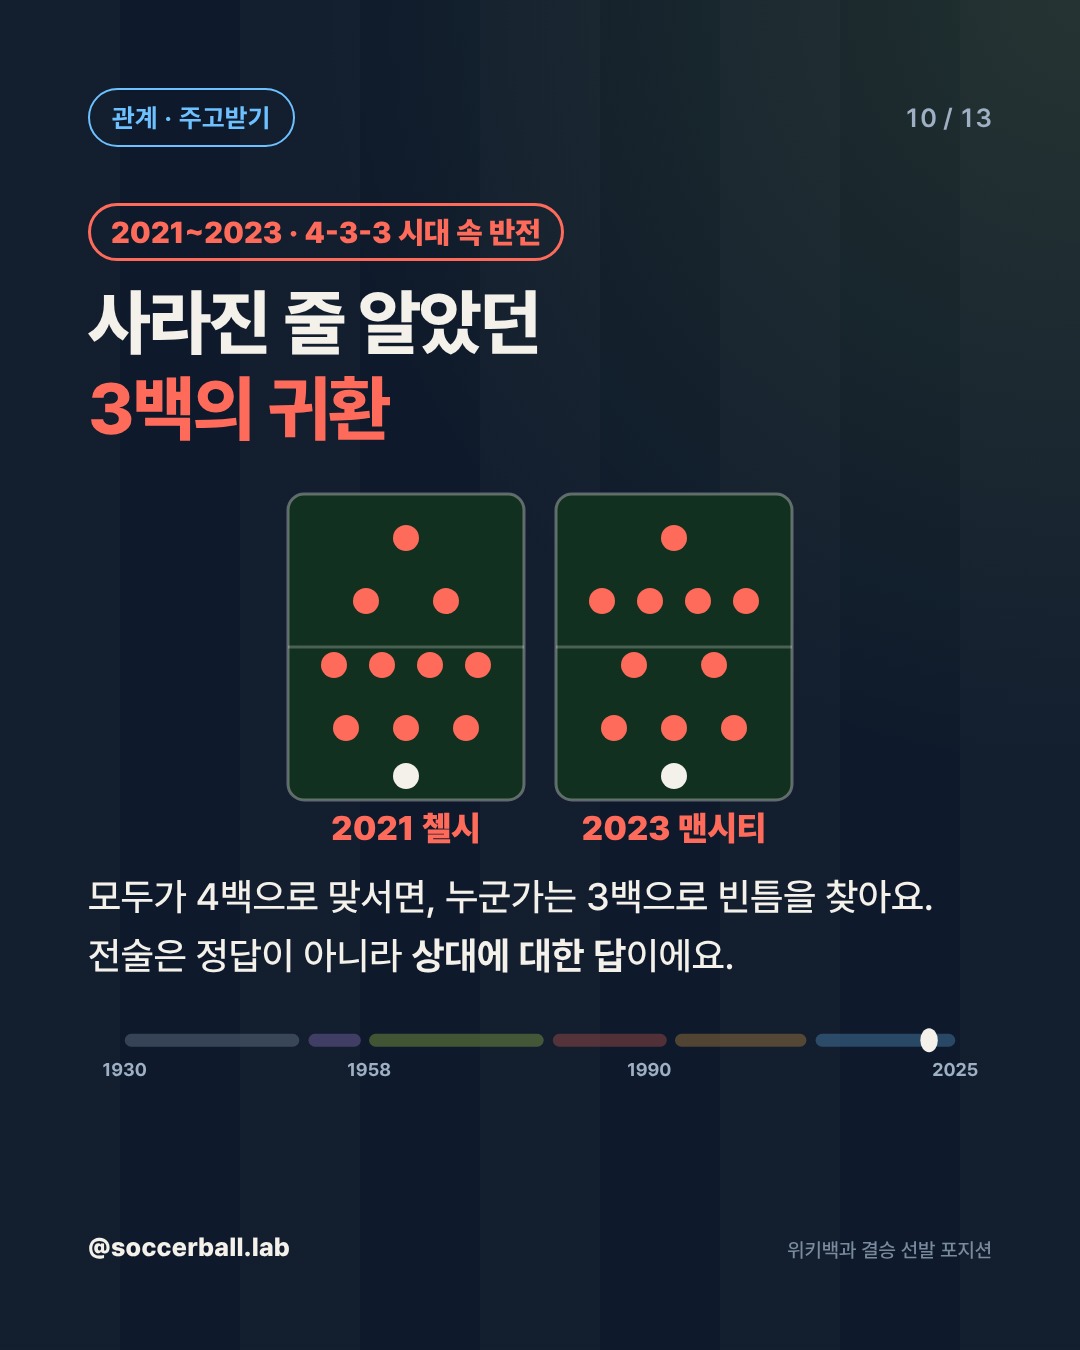 관계 · 주고받기
10 / 13
2021~2023 · 4-3-3 시대 속 반전
사라진 줄 알았던
3백의 귀환
2021 첼시
2023 맨시티
모두가 4백으로 맞서면, 누군가는 3백으로 빈틈을 찾아요.
전술은 정답이 아니라 상대에 대한 답이에요.
1930
1958
1990
2025
@soccerball.lab
위키백과 결승 선발 포지션